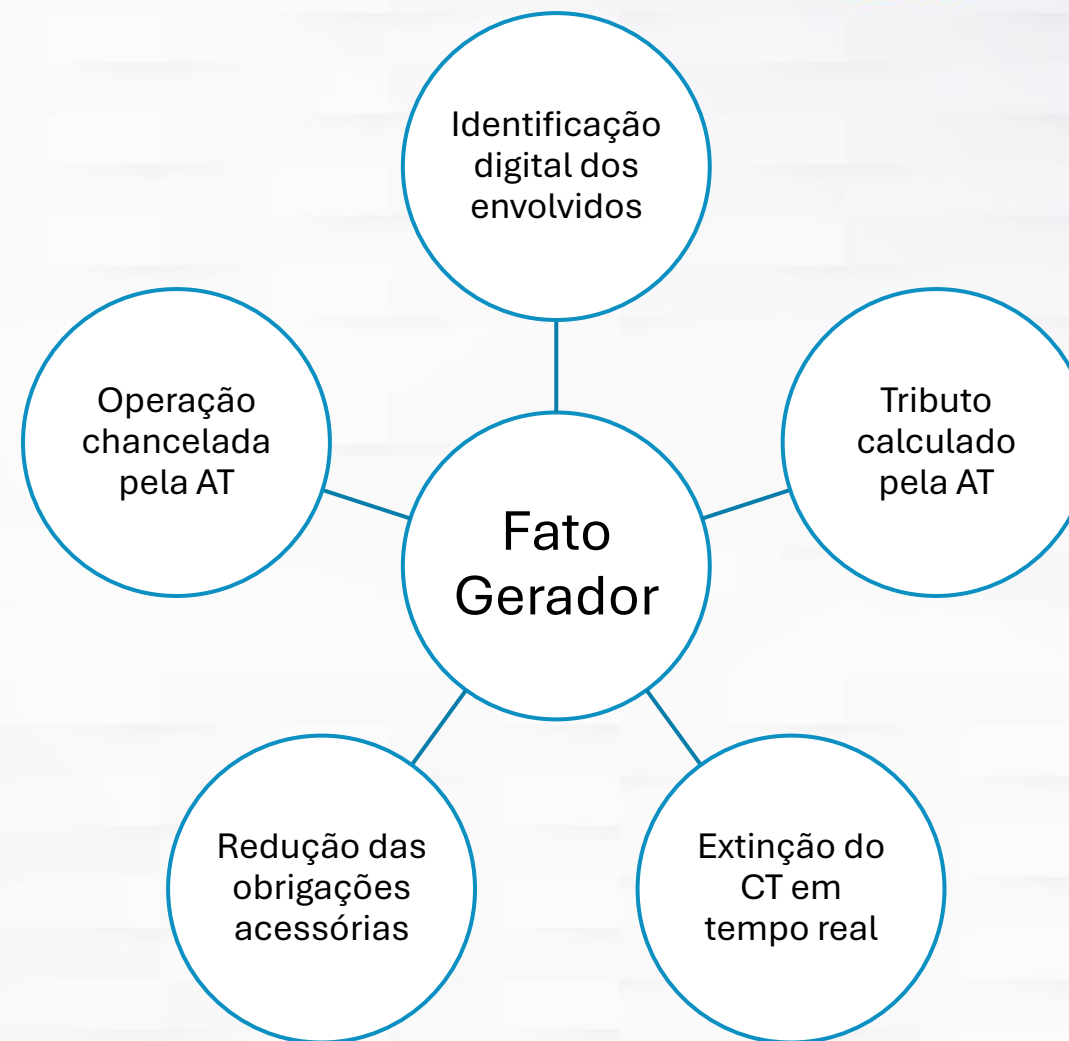 Identificação
digital dos
envolvidos
Operação
chancelada
pela AT
Tributo
calculado
pela AT
Fato
Gerador
Redução das
obrigações
acessórias
Extinção do
CT em
tempo real